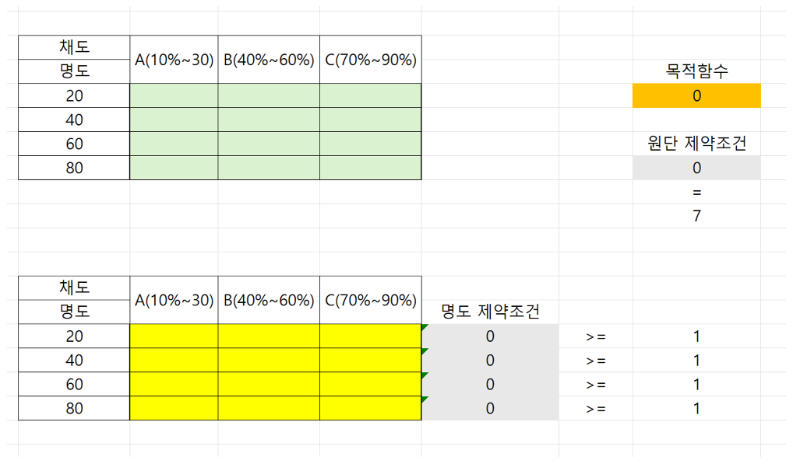 채도
A(10%~30) B(40%~60%) C(70%~90%)
명도
목적함수
20
0
40
60
원단 제약조건
80
0
=
7
채도
A(10%~30) B(40%~60%) C(70%~90%)
명도
명도 제약조건
20 0 >= 1
40 0 >= 1
60 0 >= 1
80 0 >= 1